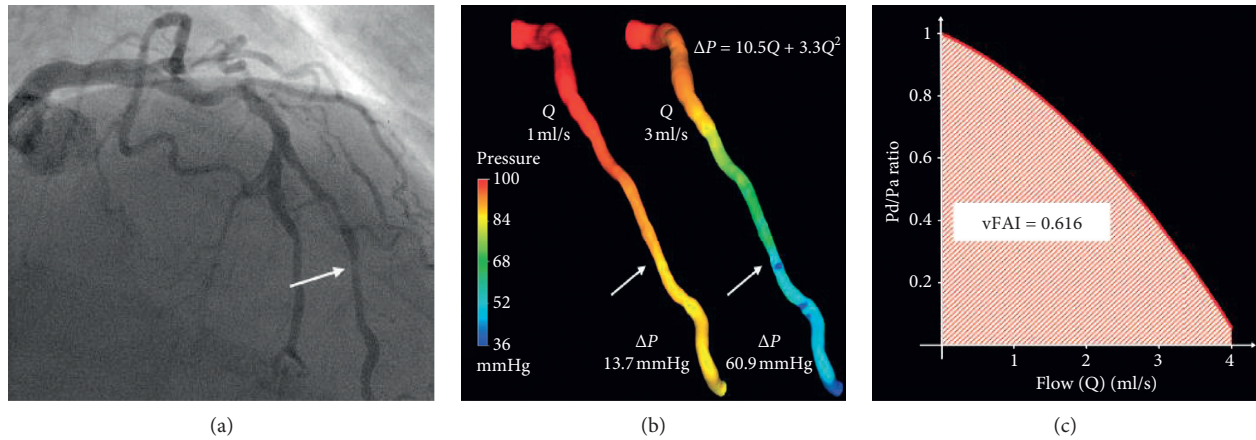 ΔP = 10.5Q + 3.3Q²
Q
1 ml/s
Q
3 ml/s
Pressure
100
84
68
52
36
mmHg
ΔP
13.7 mmHg
ΔP
60.9 mmHg
Pd/Pa ratio
1
0.8
0.6
0.4
0.2
vFAI = 0.616
1
2
3
4
Flow (Q) (ml/s)
(a)
(b)
(c)